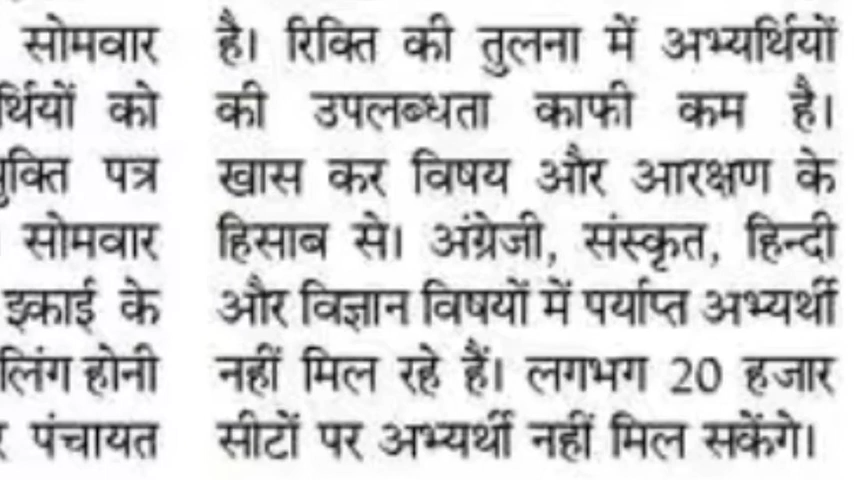 सोमवार
र्थियों को
युक्ति पत्र
सोमवार
इकाई के
लिंग होनी
पंचायत
है। रिक्ति की तुलना में अभ्यर्थियों
की उपलब्धता काफी कम है।
खास कर विषय और आरक्षण के
हिसाब से। अंग्रेजी, संस्कृत, हिन्दी
और विज्ञान विषयों में पर्याप्त अभ्यर्थी
नहीं मिल रहे हैं। लगभग 20 हजार
सीटों पर अभ्यर्थी नहीं मिल सकेंगे।